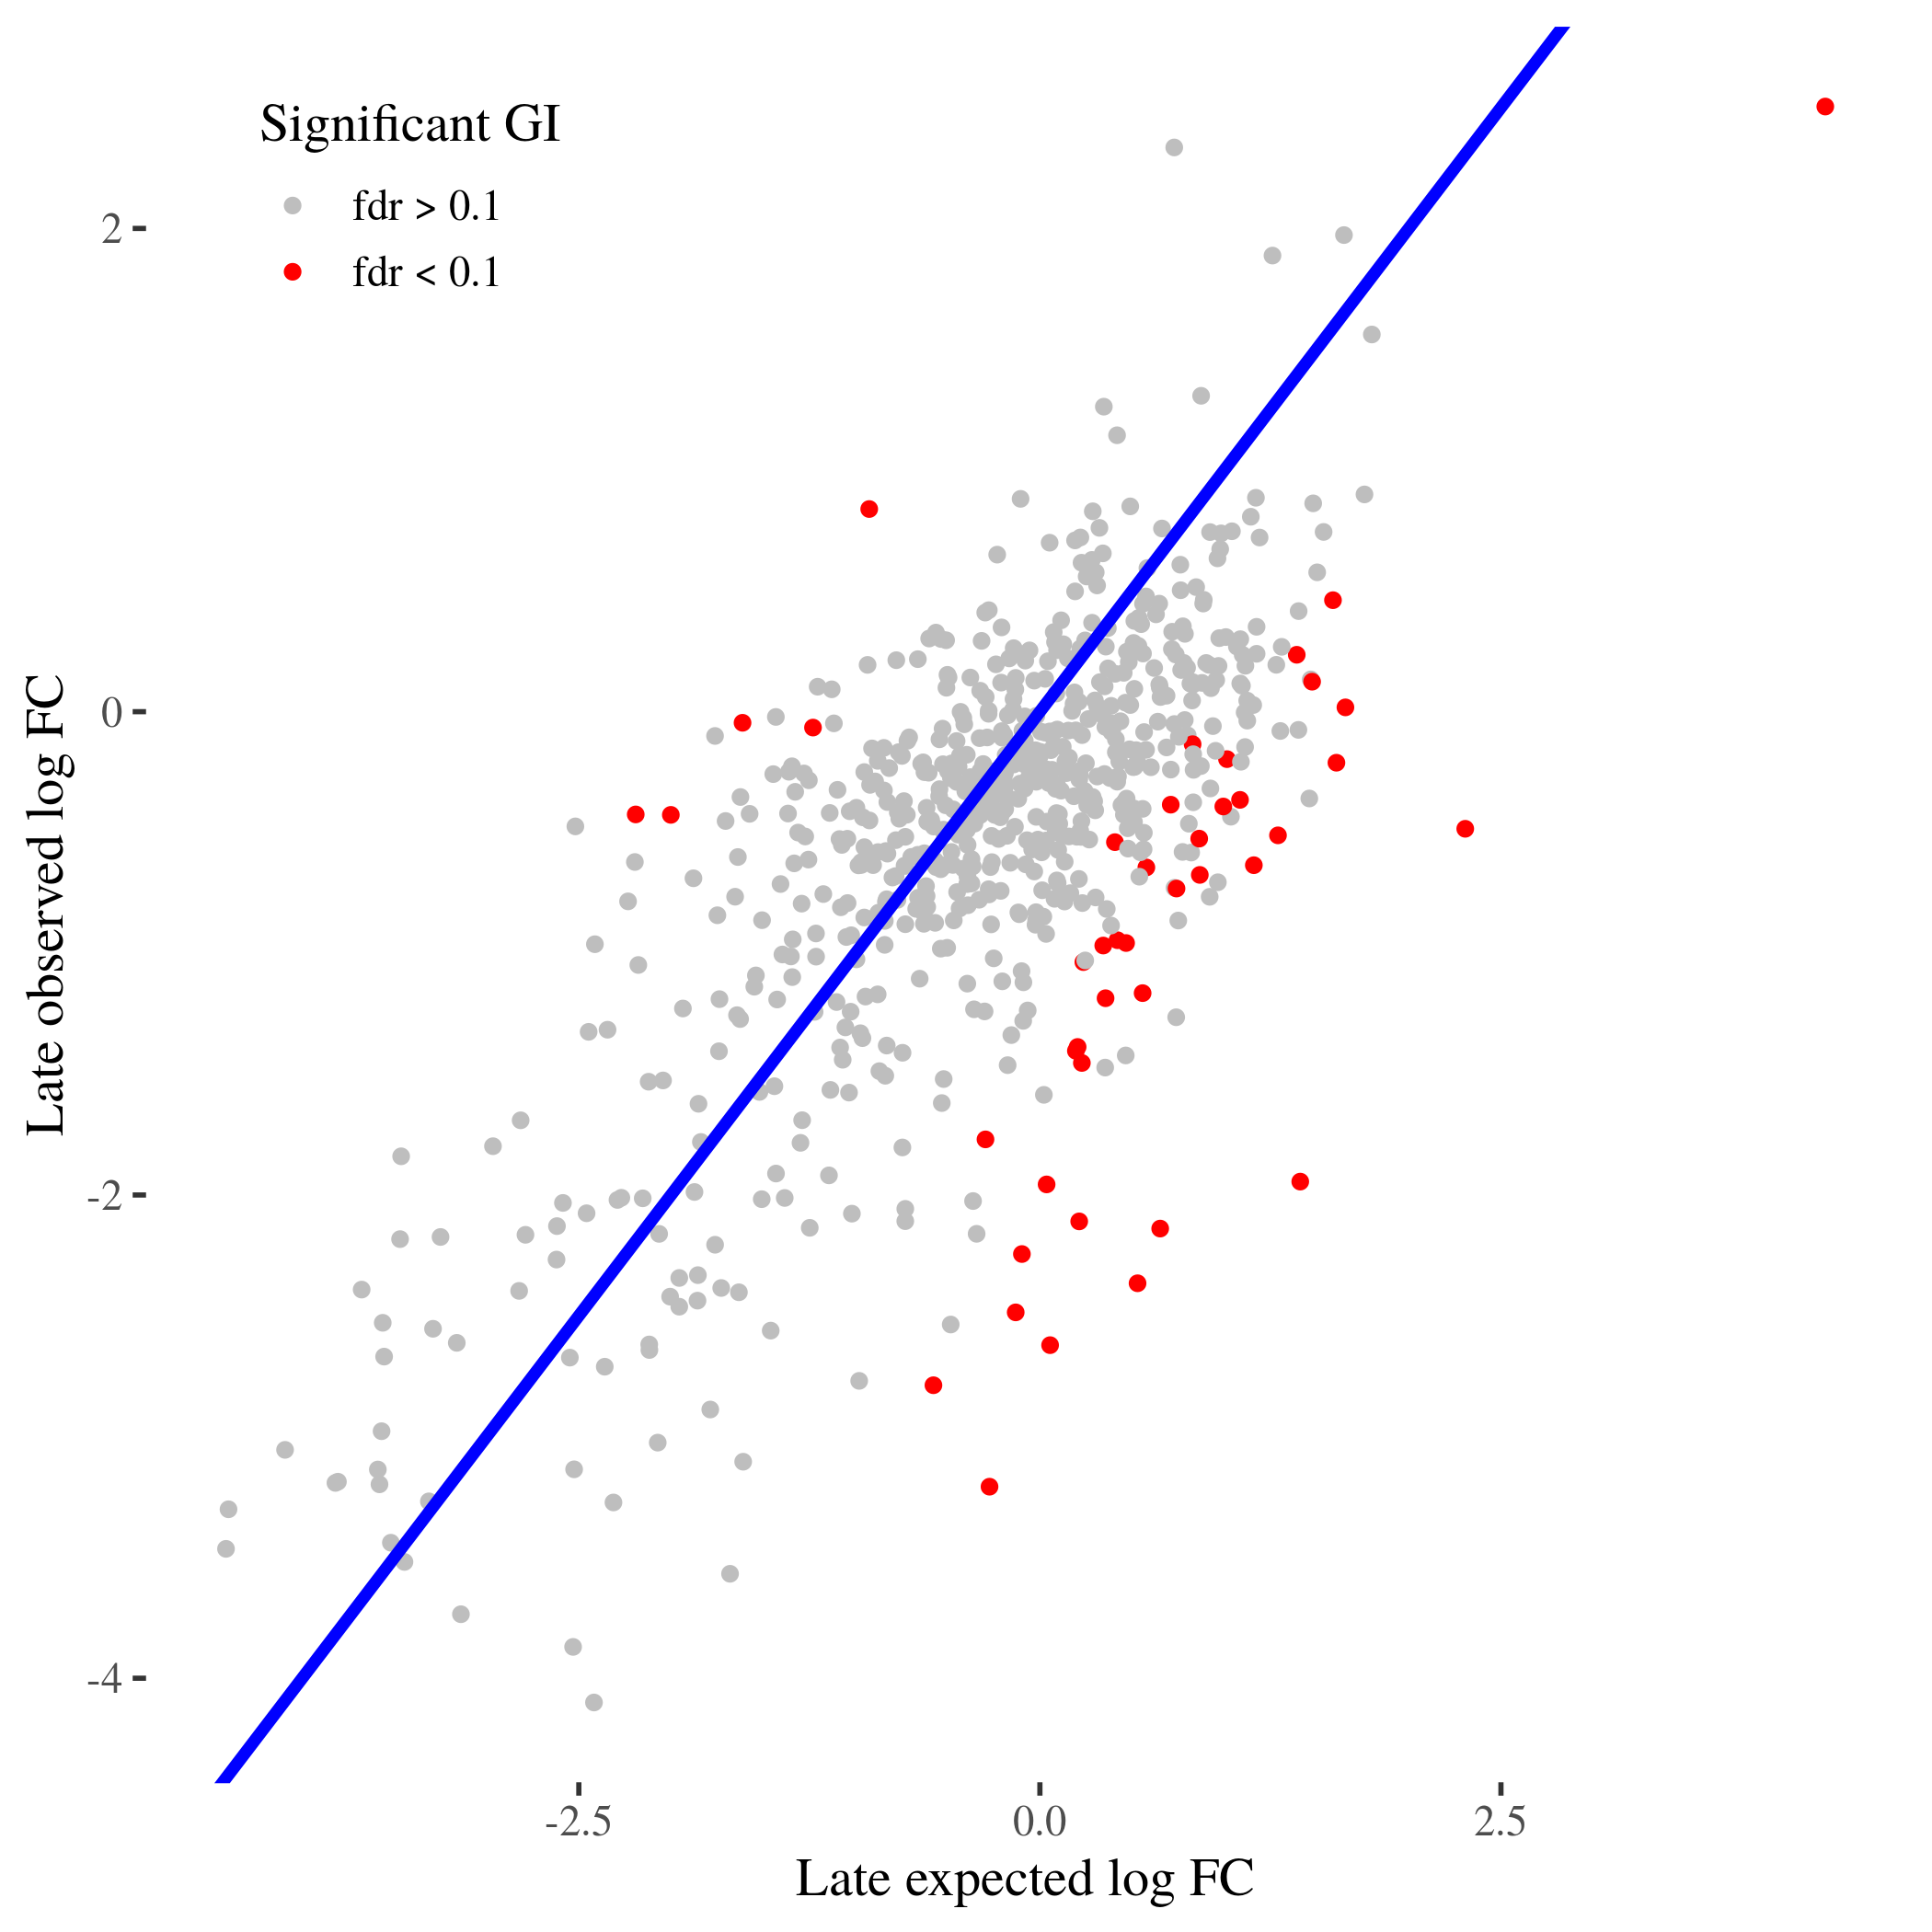 Significant GI
fdr > 0.1
fdr < 0.1
2
0
-2
-4
Late observed log FC
-2.5
0.0
2.5
Late expected log FC